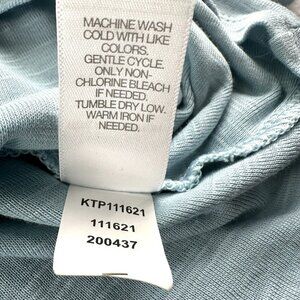 MACHINE WASH
COLD WITH LIKE
COLORS.
GENTLE CYCLE.
ONLY NON-
CHLORINE BLEACH
IF NEEDED.
TUMBLE DRY LOW.
WARM IRON IF
NEEDED.
KTP111621
111621
200437